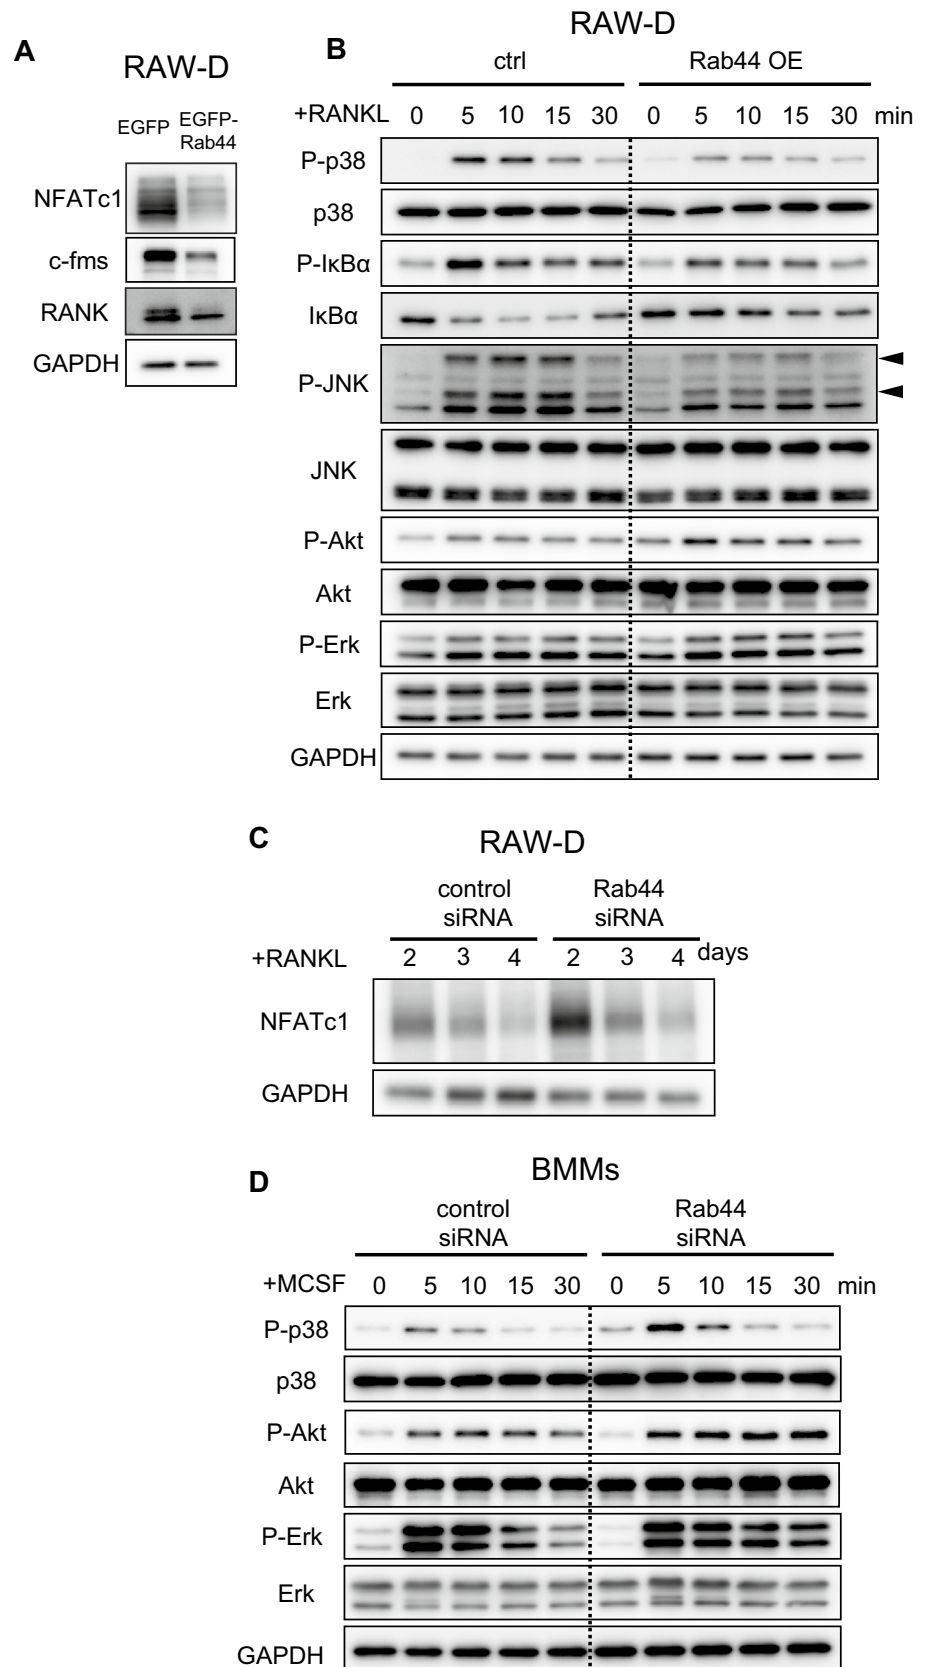 A
RAW-D
EGFP EGFP-
Rab44
NFATc1
c-fms
RANK
GAPDH
B
RAW-D
ctrl Rab44 OE
+RANKL 0 5 10 15 30 0 5 10 15 30 min
P-p38
p38
P-IκBα
IκBα
P-JNK
JNK
P-Akt
Akt
P-Erk
Erk
GAPDH
C
RAW-D
control Rab44
siRNA siRNA
+RANKL 2 3 4 2 3 4 days
NFATc1
GAPDH
D
BMMs
control Rab44
siRNA siRNA
+MCSF 0 5 10 15 30 0 5 10 15 30 min
P-p38
p38
P-Akt
Akt
P-Erk
Erk
GAPDH